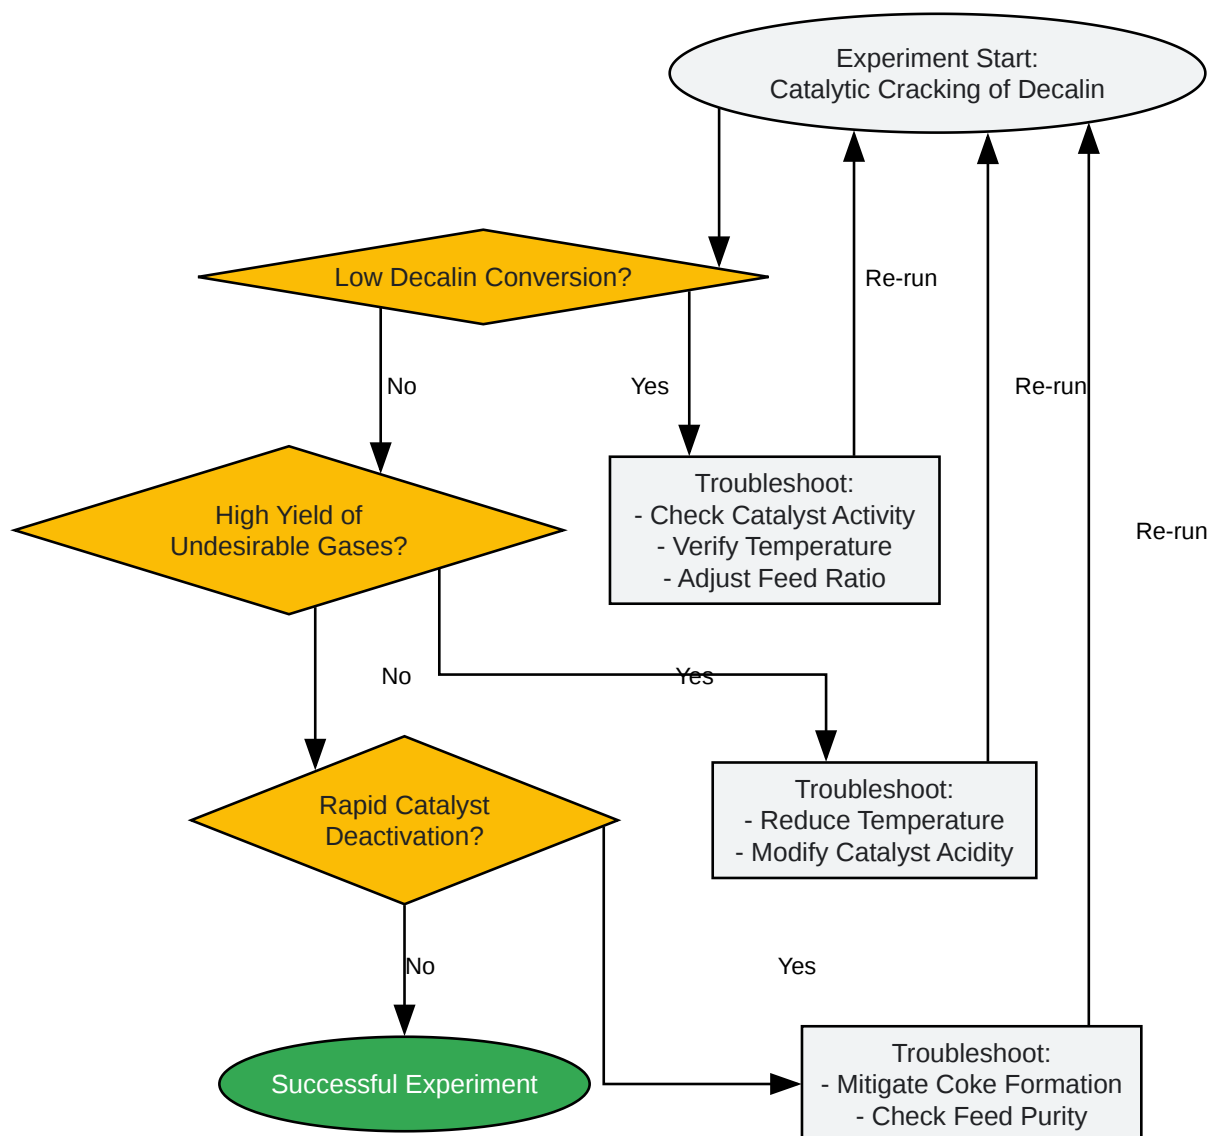 Experiment Start:
Catalytic Cracking of Decalin
Low Decalin Conversion?
Re-run
No
Yes
Re-run
High Yield of
Undesirable Gases?
Troubleshoot:
- Check Catalyst Activity
- Verify Temperature
- Adjust Feed Ratio
Re-run
No
Yes
Rapid Catalyst
Deactivation?
Troubleshoot:
- Reduce Temperature
- Modify Catalyst Acidity
No
Yes
Successful Experiment
Troubleshoot:
- Mitigate Coke Formation
- Check Feed Purity